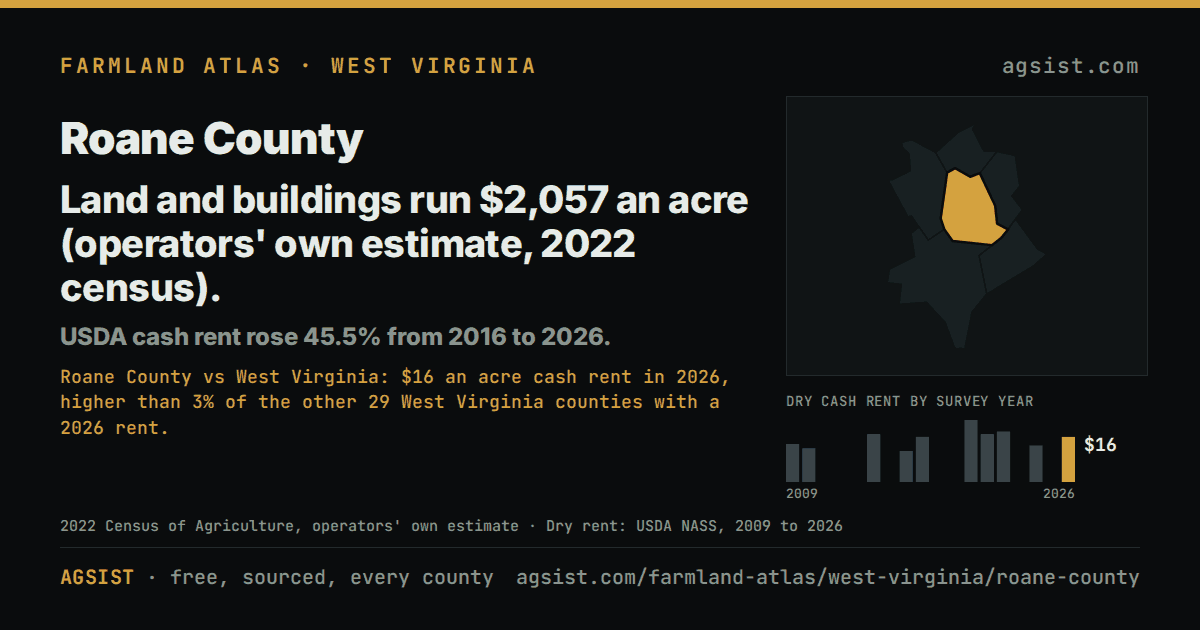 FARMLAND ATLAS · WEST VIRGINIA
agsist.com
Roane County
Land and buildings run $2,057 an acre
(operators' own estimate, 2022
census).
USDA cash rent rose 45.5% from 2016 to 2026.
Roane County vs West Virginia: $16 an acre cash rent in 2026,
higher than 3% of the other 29 West Virginia counties with a
2026 rent.
DRY CASH RENT BY SURVEY YEAR
$16
2009
2026
2022 Census of Agriculture, operators' own estimate · Dry rent: USDA NASS, 2009 to 2026
AGSIST · free, sourced, every county
agsist.com/farmland-atlas/west-virginia/roane-county